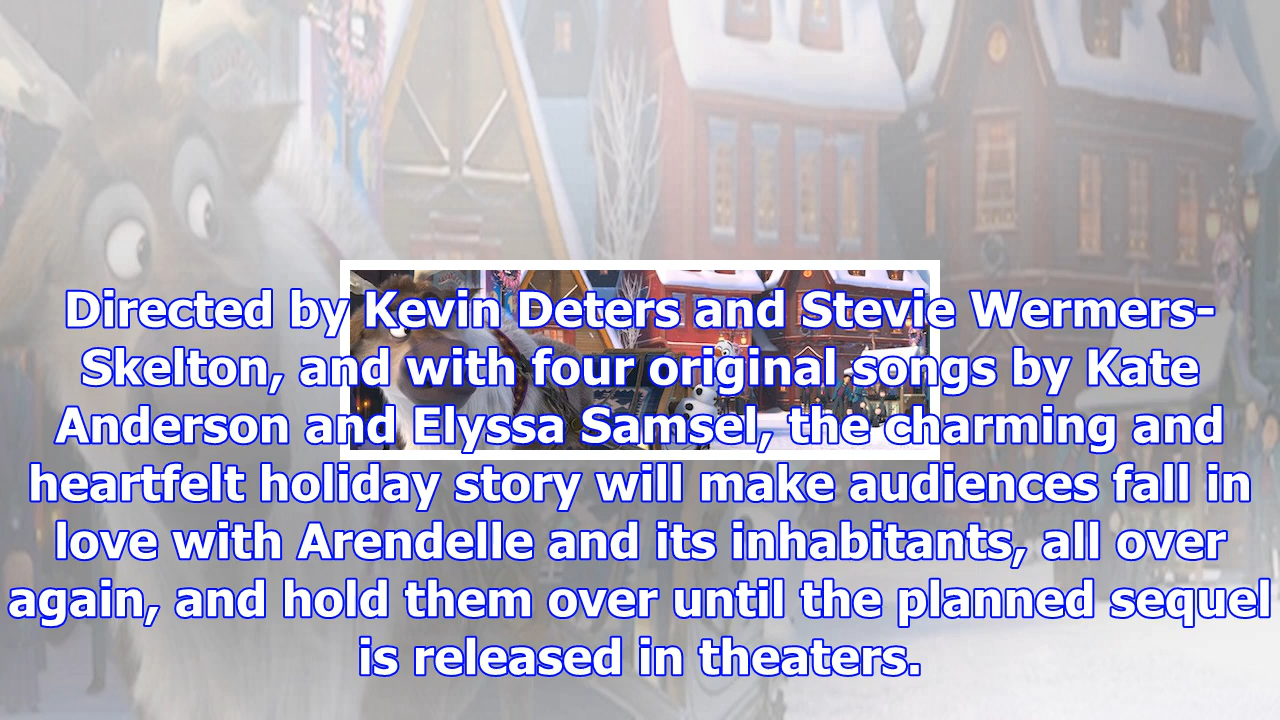 Directed by Kevin Deters and Stevie Wermers-
Skelton, and with four original songs by Kate
Anderson and Elyssa Samsel, the charming and
heartfelt holiday story will make audiences fall in
love with Arendelle and its inhabitants, all over
again, and hold them over until the planned sequel
is released in theaters.